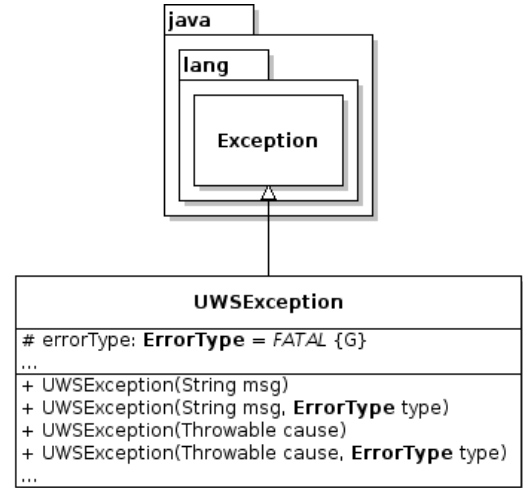 java
lang
Exception
UWSException
# errorType: ErrorType = FATAL {G}
...
+ UWSException(String msg)
+ UWSException(String msg, ErrorType type)
+ UWSException(Throwable cause)
+ UWSException(Throwable cause, ErrorType type)
...